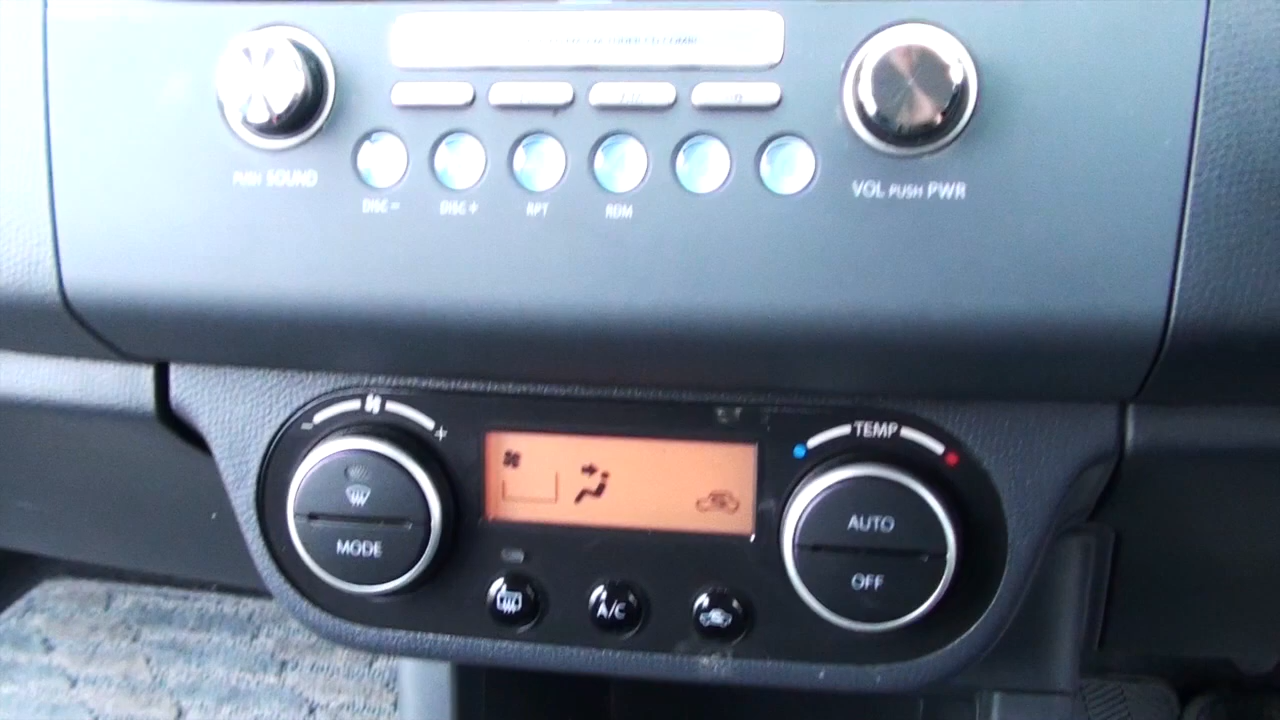 PUSH SOUND
DISC −
DISC +
RPT
RDM
VOL PUSH PWR
− +
TEMP
MODE
AUTO
OFF
A/C